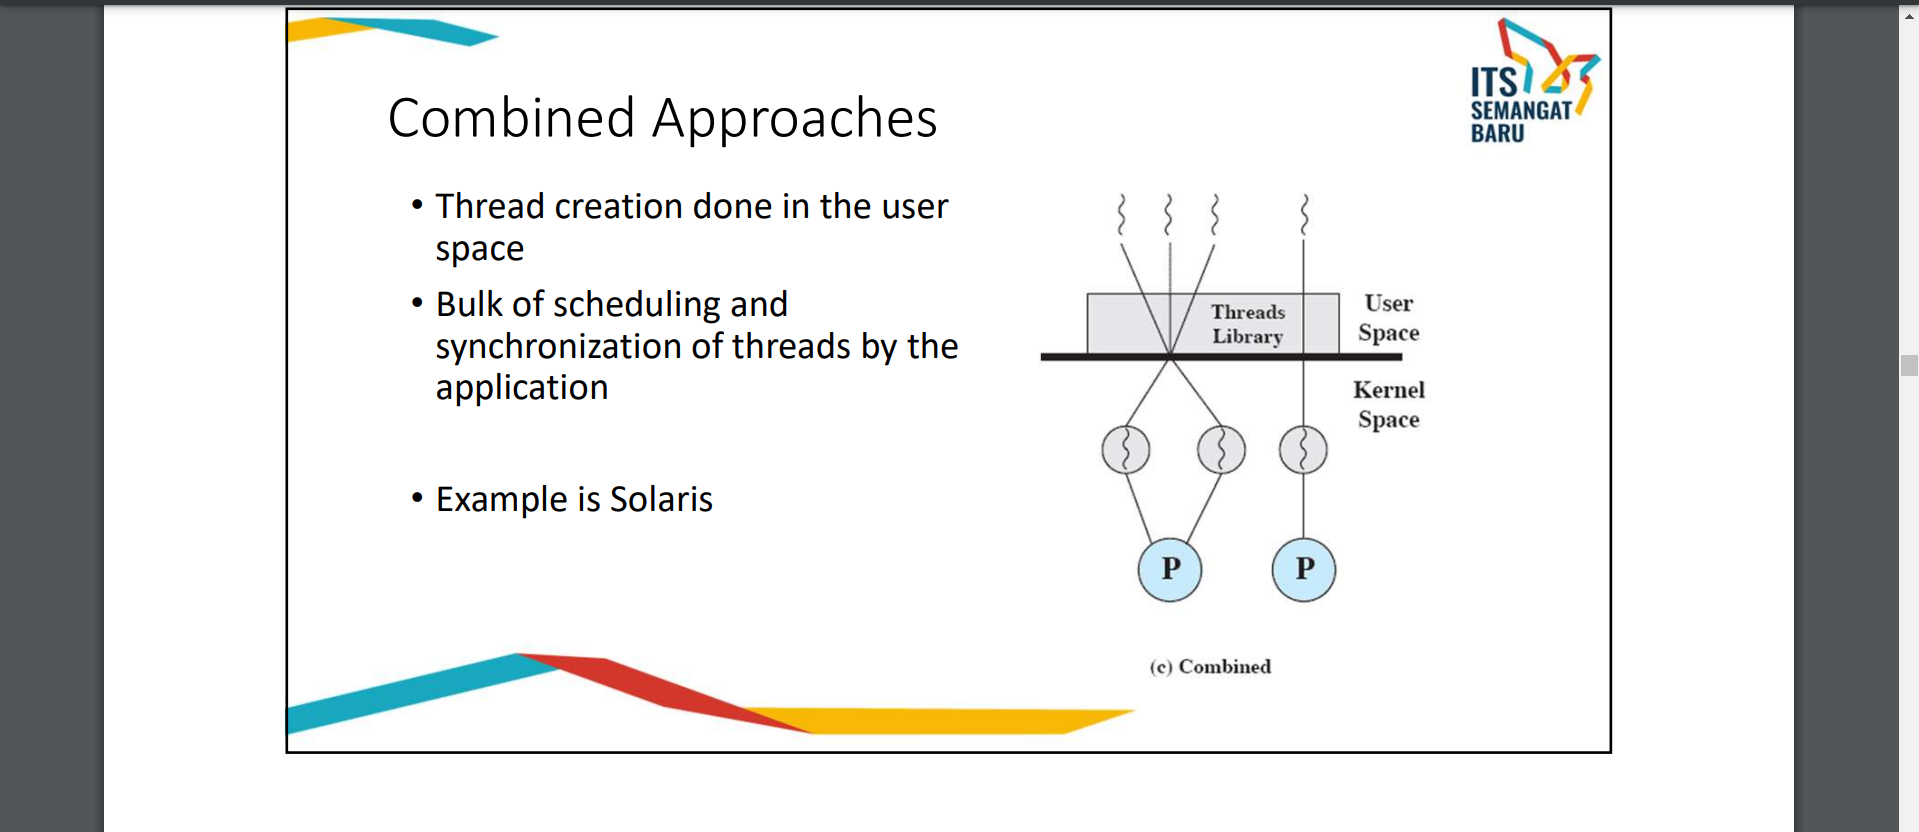 ITS
SEMANGAT
BARU
Combined Approaches
• Thread creation done in the user
space
• Bulk of scheduling and
synchronization of threads by the
application
• Example is Solaris
Threads
Library
User
Space
Kernel
Space
P
P
(c) Combined